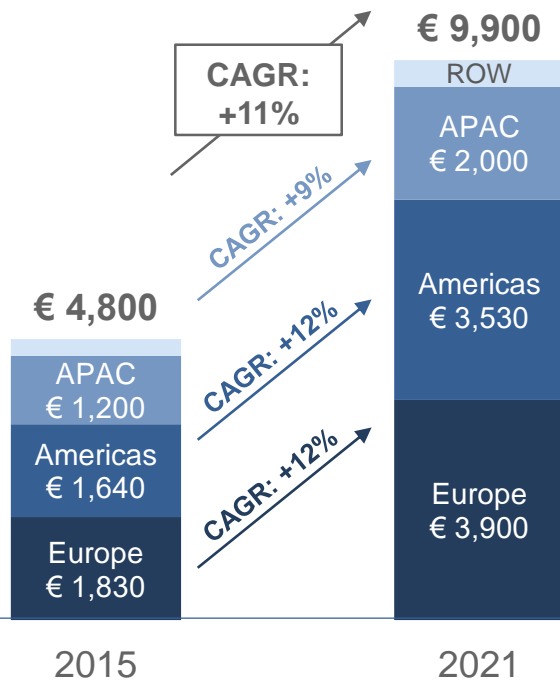 € 9,900
CAGR:
+11%
ROW
APAC
€ 2,000
CAGR: +9%
Americas
€ 3,530
€ 4,800
CAGR: +12%
APAC
€ 1,200
Americas
€ 1,640
CAGR: +12%
Europe
€ 3,900
Europe
€ 1,830
2015
2021